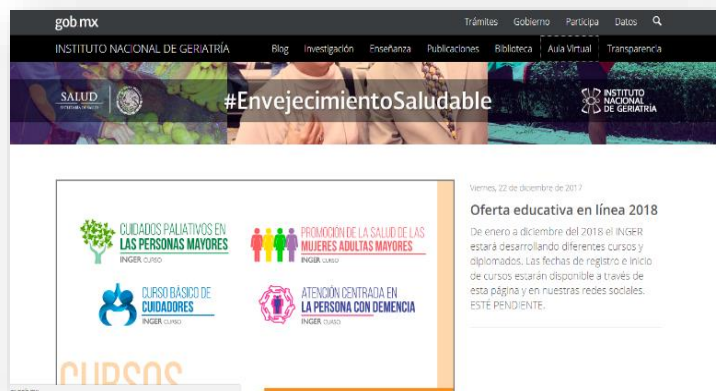 gob mx
Trámites Gobierno Participa Datos
INSTITUTO NACIONAL DE GERIATRÍA
Blog Investigación Enseñanza Publicaciones Biblioteca Aula Virtual Transparencia
SALUD
SECRETARÍA DE SALUD
#EnvejecimientoSaludable
INSTITUTO
NACIONAL
DE GERIATRÍA
CUIDADOS PALIATIVOS EN
LAS PERSONAS MAYORES
INGER CURSO
PROMOCIÓN DE LA SALUD DE LAS
MUJERES ADULTAS MAYORES
INGER CURSO
CURSO BÁSICO DE
CUIDADORES
INGER CURSO
ATENCIÓN CENTRADA EN
LA PERSONA CON DEMENCIA
INGER CURSO
CURSOS
Viernes, 22 de diciembre de 2017
Oferta educativa en línea 2018
De enero a diciembre del 2018 el INGER
estará desarrollando diferentes cursos y
diplomados. Las fechas de registro e inicio
de cursos estarán disponible a través de
esta página y en nuestras redes sociales.
ESTÉ PENDIENTE.